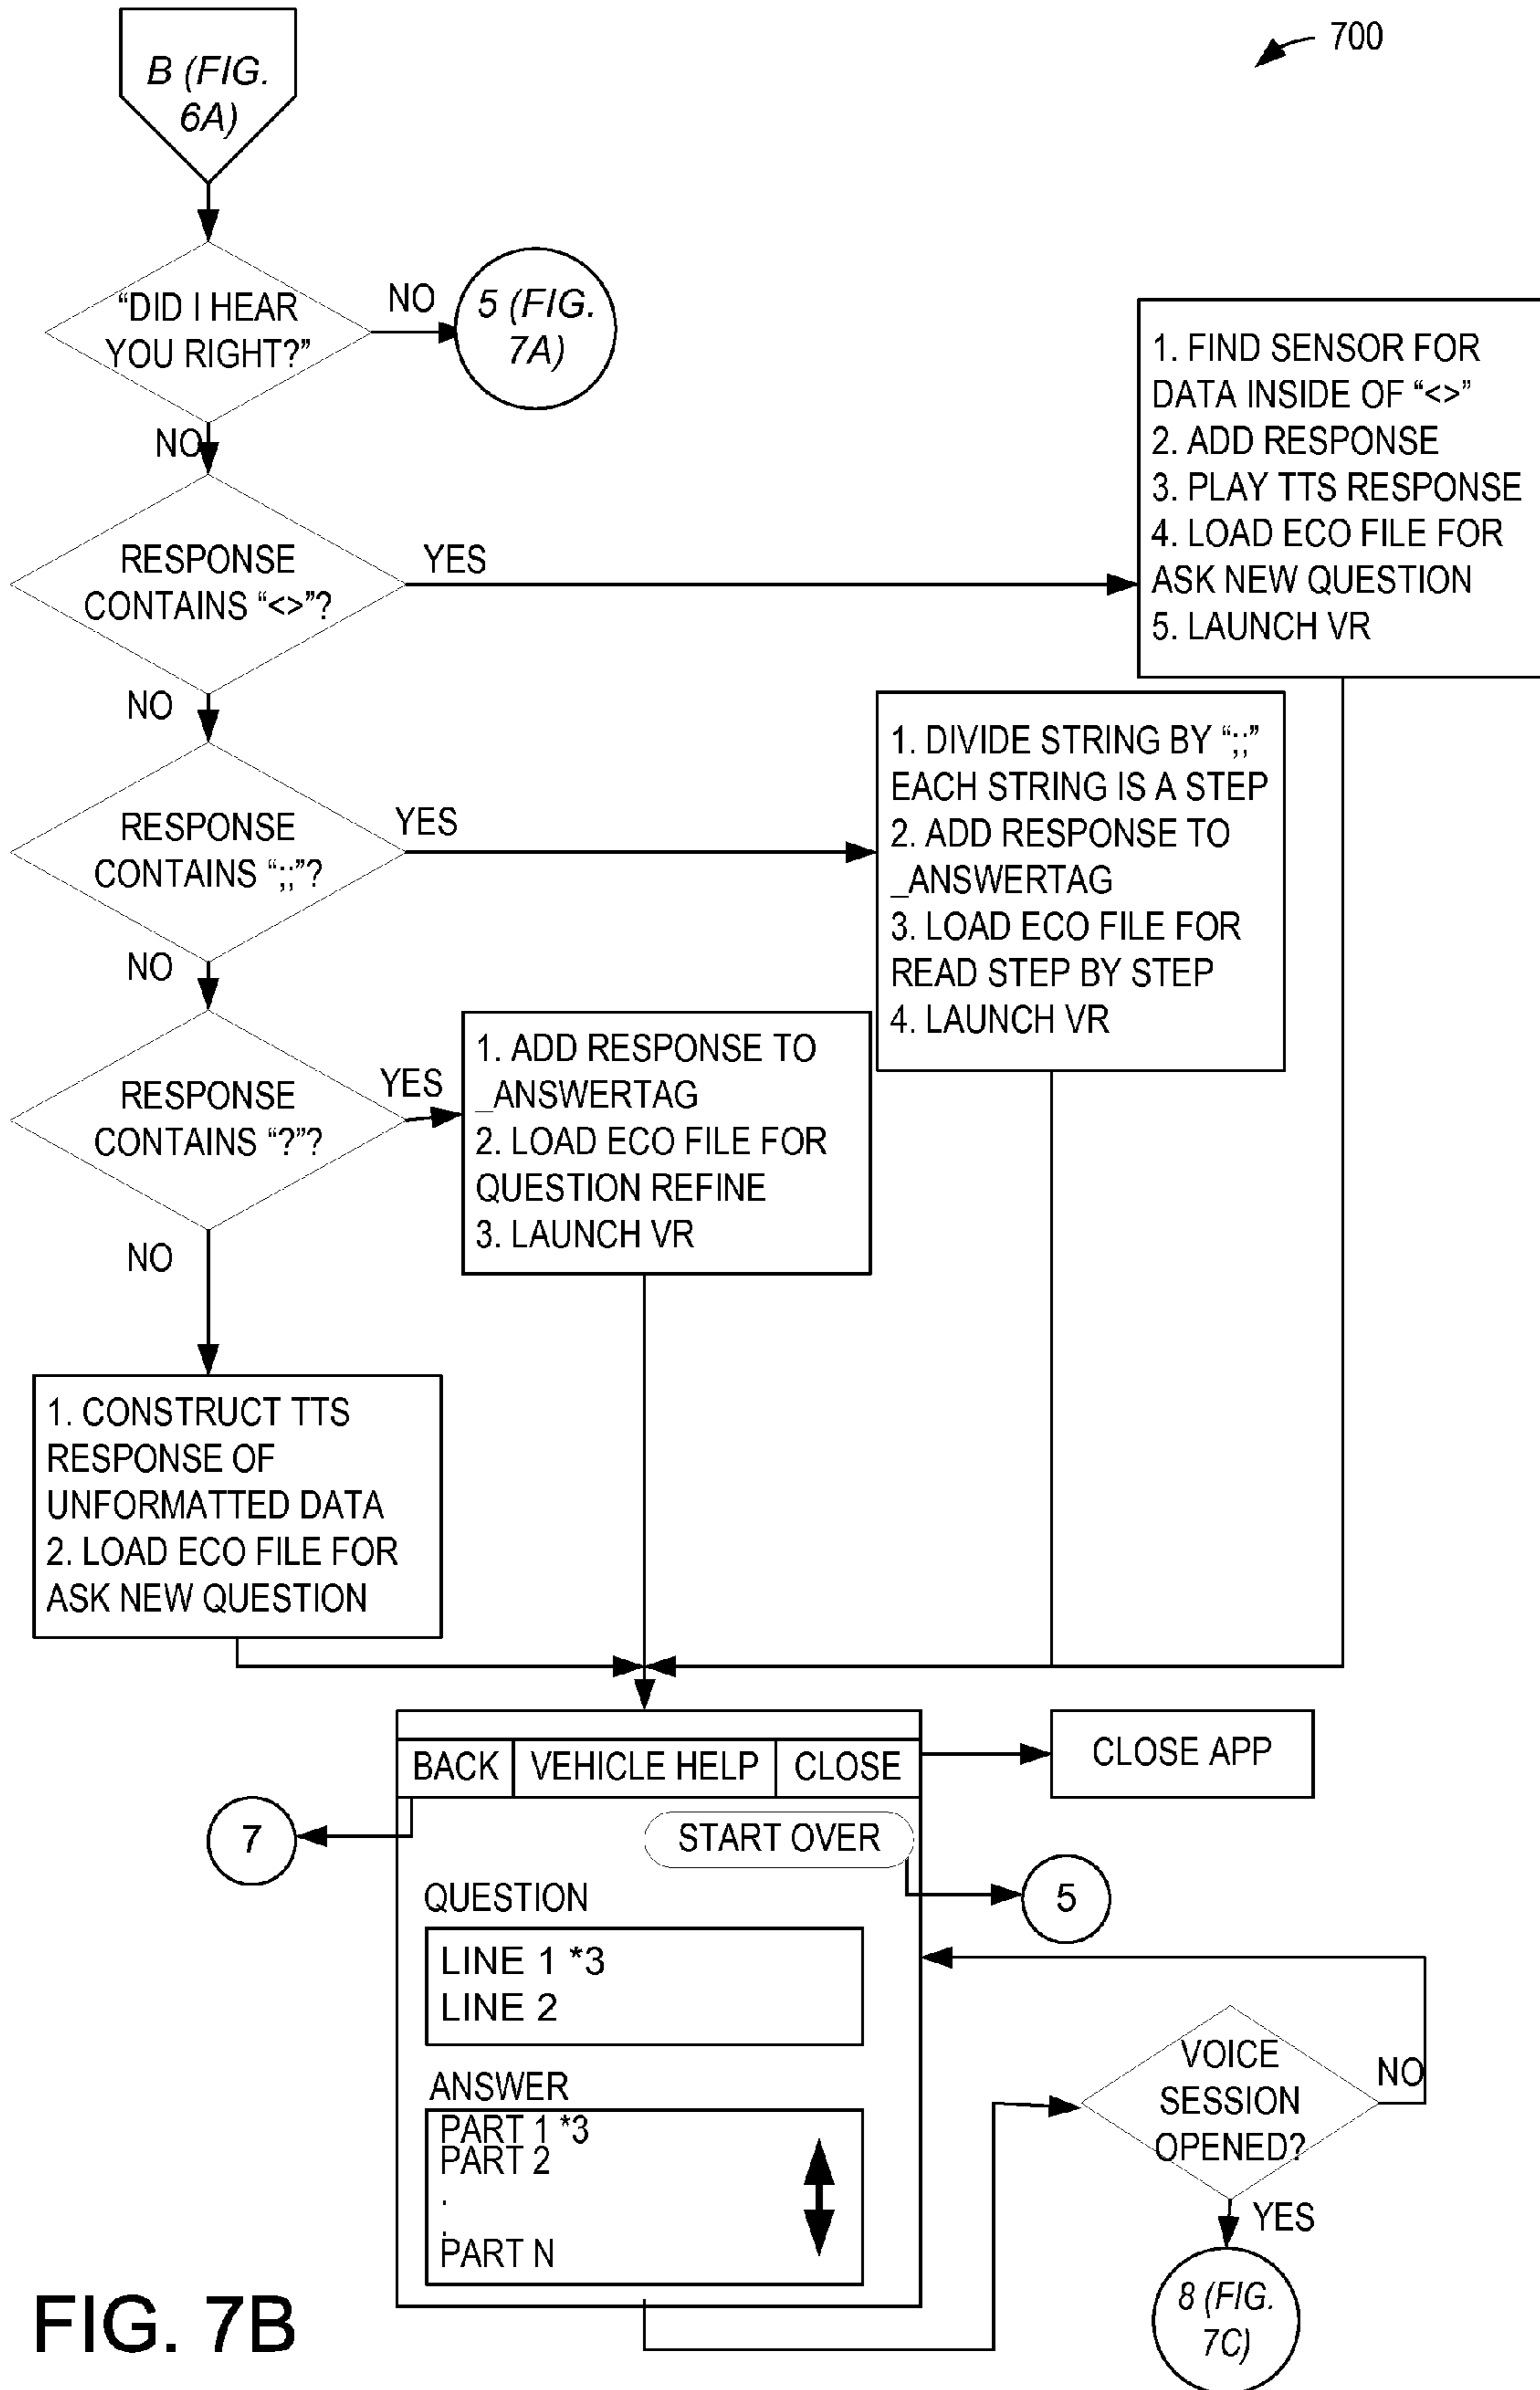 700
B (FIG.
6A)
“DID I HEAR
YOU RIGHT?”
NO
5 (FIG.
7A)
NO
RESPONSE
CONTAINS “<>”?
YES
1. FIND SENSOR FOR
DATA INSIDE OF “<>”
2. ADD RESPONSE
3. PLAY TTS RESPONSE
4. LOAD ECO FILE FOR
ASK NEW QUESTION
5. LAUNCH VR
NO
RESPONSE
CONTAINS “;;”?
YES
1. DIVIDE STRING BY “;;”
EACH STRING IS A STEP
2. ADD RESPONSE TO
_ANSWERTAG
3. LOAD ECO FILE FOR
READ STEP BY STEP
4. LAUNCH VR
NO
RESPONSE
CONTAINS “?”?
YES
1. ADD RESPONSE TO
_ANSWERTAG
2. LOAD ECO FILE FOR
QUESTION REFINE
3. LAUNCH VR
NO
1. CONSTRUCT TTS
RESPONSE OF
UNFORMATTED DATA
2. LOAD ECO FILE FOR
ASK NEW QUESTION
BACK
VEHICLE HELP
CLOSE
CLOSE APP
7
START OVER
5
QUESTION
LINE 1 *3
LINE 2
ANSWER
PART 1 *3
PART 2
.
.
PART N
VOICE
SESSION
OPENED?
NO
YES
8 (FIG.
7C)
FIG. 7B